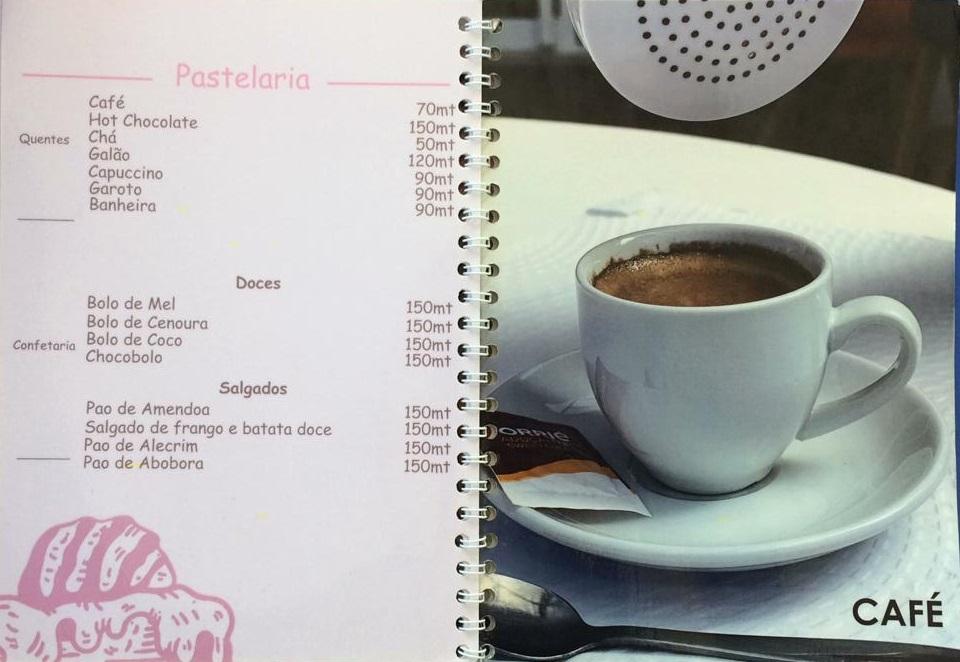 Pastelaria
Quentes
Café 70mt
Hot Chocolate 150mt
Chá 50mt
Galão 120mt
Capuccino 90mt
Garoto 90mt
Banheira 90mt
Confetaria
Doces
Bolo de Mel 150mt
Bolo de Cenoura 150mt
Bolo de Coco 150mt
Chocobolo 150mt
Salgados
Pao de Amendoa 150mt
Salgado de frango e batata doce 150mt
Pao de Alecrim 150mt
Pao de Abobora 150mt
CAFÉ